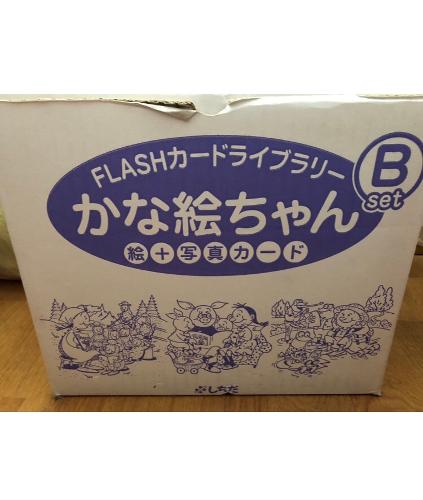 FLASHカードライブラリー
かな絵ちゃん
B
set
絵+写真カード
しちだ